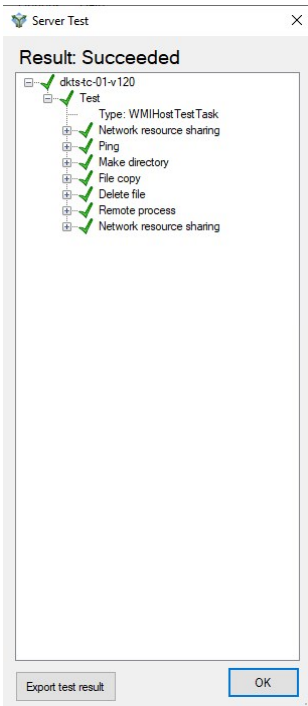 Server Test
Result: Succeeded
dkts-tc-01-v120
Test
Type: WMIHostTestTask
Network resource sharing
Ping
Make directory
File copy
Delete file
Remote process
Network resource sharing
Export test result
OK